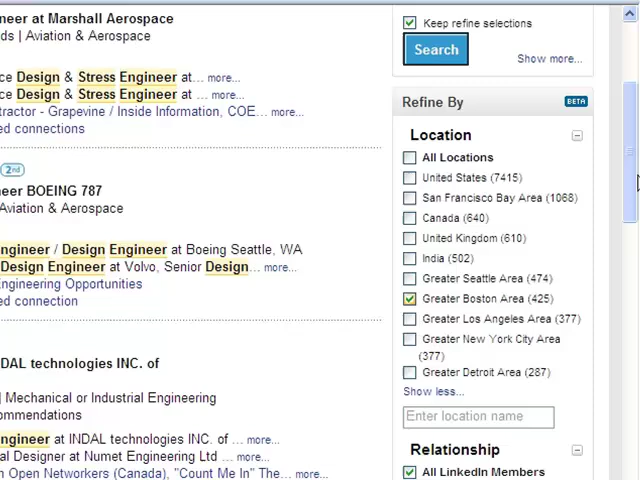 neer at Marshall Aerospace
ds | Aviation & Aerospace
ce Design & Stress Engineer at... more...
ce Design & Stress Engineer at ... more...
tractor - Grapevine / Inside Information, COE... more...
ed connections
2nd
neer BOEING 787
Aviation & Aerospace
ngineer / Design Engineer at Boeing Seattle, WA
Design Engineer at Volvo, Senior Design... more...
ngineering Opportunities
ed connection
NDAL technologies INC. of
| Mechanical or Industrial Engineering
ommendations
ngineer at INDAL technologies INC. of ... more...
al Designer at Numet Engineering Ltd ... more...
n Open Networkers (Canada), "Count Me In" The... more...
Keep refine selections
Search
Show more...
Refine By
BETA
Location
All Locations
United States (7415)
San Francisco Bay Area (1068)
Canada (640)
United Kingdom (610)
India (502)
Greater Seattle Area (474)
Greater Boston Area (425)
Greater Los Angeles Area (377)
Greater New York City Area
(377)
Greater Detroit Area (287)
Show less...
Enter location name
Relationship
All LinkedIn Members